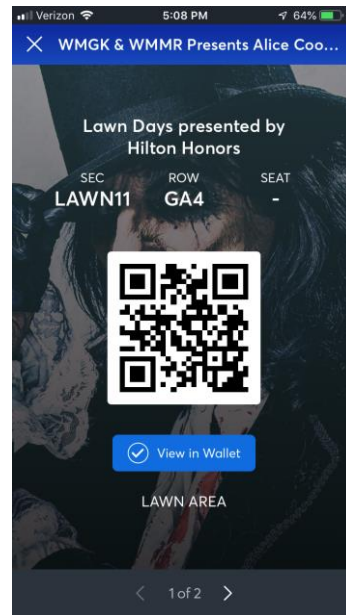 Verizon 5:08 PM 64%
WMGK & WMMR Presents Alice Coo...
Lawn Days presented by
Hilton Honors
SEC ROW SEAT
LAWN11 GA4 -
View in Wallet
LAWN AREA
1 of 2